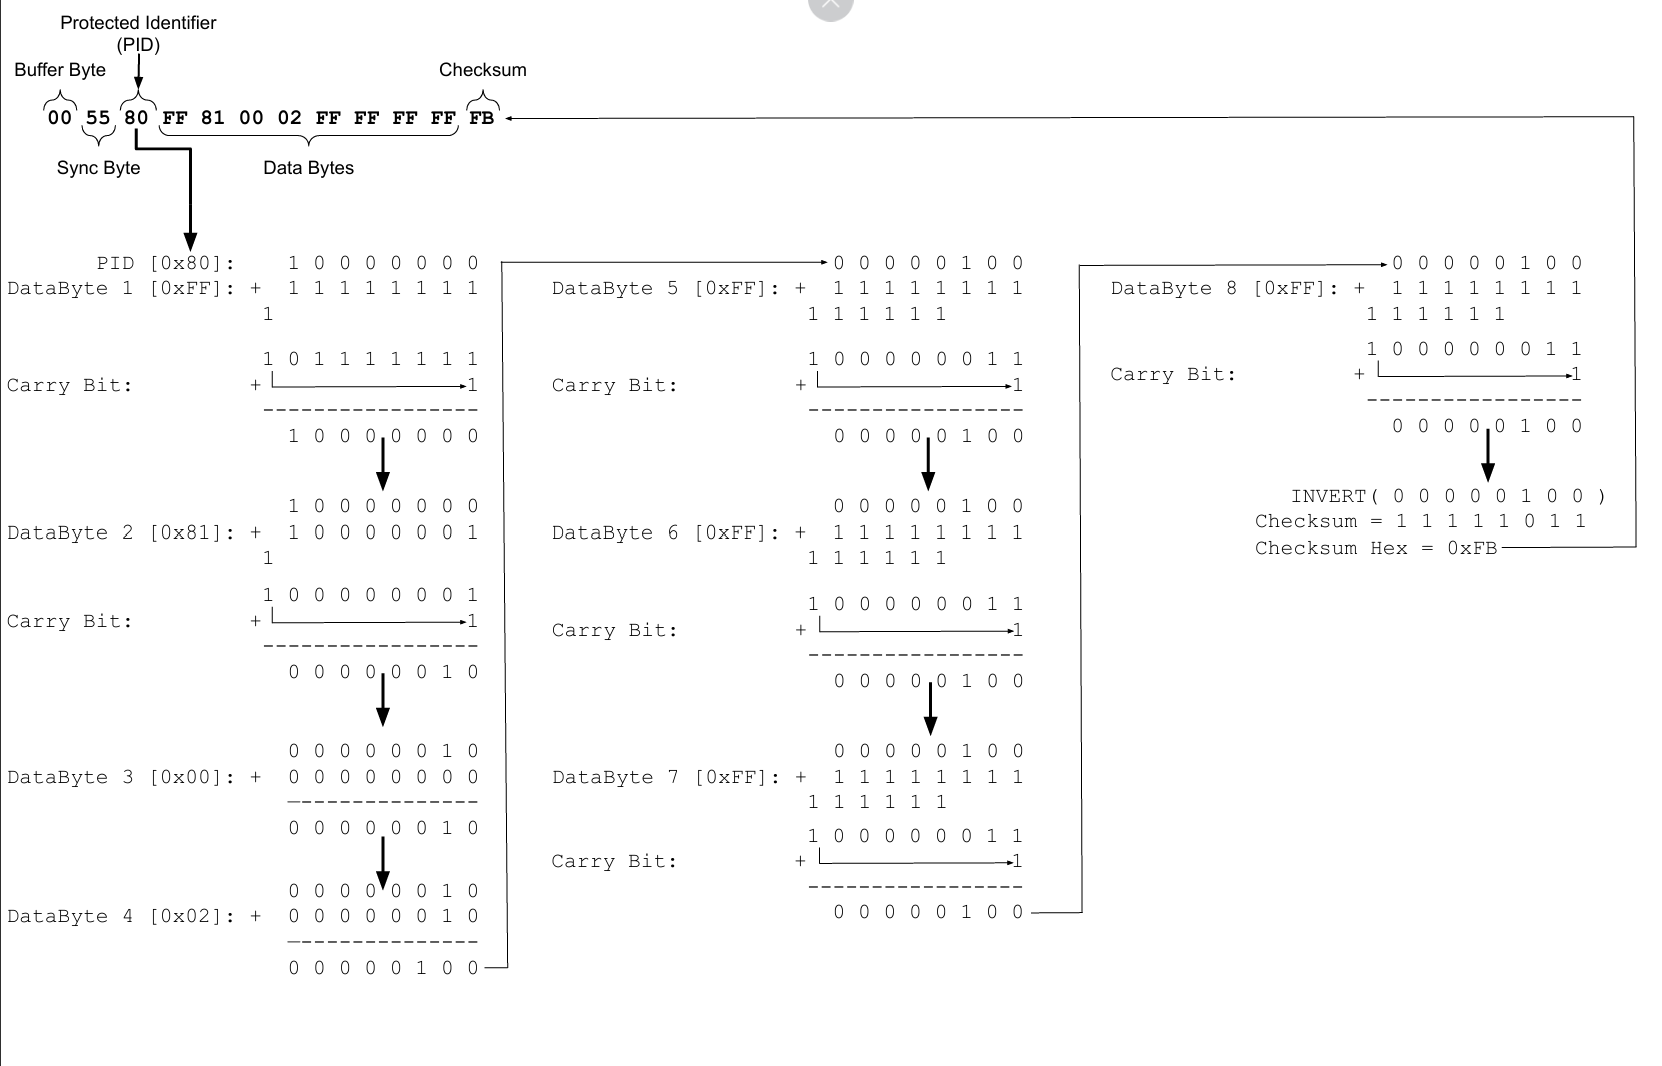 Protected Identifier
(PID)
Buffer Byte
Checksum
00 55 80 FF 81 00 02 FF FF FF FF FB
Sync Byte
Data Bytes
PID [0x80]: 1 0 0 0 0 0 0 0
DataByte 1 [0xFF]: + 1 1 1 1 1 1 1 1
1
1 0 1 1 1 1 1 1 1
Carry Bit: + 1
-----------------
1 0 0 0 0 0 0 0
1 0 0 0 0 0 0 0
DataByte 2 [0x81]: + 1 0 0 0 0 0 0 1
1
1 0 0 0 0 0 0 0 1
Carry Bit: + 1
-----------------
0 0 0 0 0 0 1 0
0 0 0 0 0 0 1 0
DataByte 3 [0x00]: + 0 0 0 0 0 0 0 0
---------------
0 0 0 0 0 0 1 0
0 0 0 0 0 0 1 0
DataByte 4 [0x02]: + 0 0 0 0 0 0 1 0
---------------
0 0 0 0 0 1 0 0
0 0 0 0 0 1 0 0
DataByte 5 [0xFF]: + 1 1 1 1 1 1 1 1
1 1 1 1 1 1
1 0 0 0 0 0 0 1 1
Carry Bit: + 1
-----------------
0 0 0 0 0 1 0 0
0 0 0 0 0 1 0 0
DataByte 6 [0xFF]: + 1 1 1 1 1 1 1 1
1 1 1 1 1 1
1 0 0 0 0 0 0 1 1
Carry Bit: + 1
-----------------
0 0 0 0 0 1 0 0
0 0 0 0 0 1 0 0
DataByte 7 [0xFF]: + 1 1 1 1 1 1 1 1
1 1 1 1 1 1
1 0 0 0 0 0 0 1 1
Carry Bit: + 1
-----------------
0 0 0 0 0 1 0 0
0 0 0 0 0 1 0 0
DataByte 8 [0xFF]: + 1 1 1 1 1 1 1 1
1 1 1 1 1 1
1 0 0 0 0 0 0 1 1
Carry Bit: + 1
-----------------
0 0 0 0 0 1 0 0
INVERT( 0 0 0 0 0 1 0 0 )
Checksum = 1 1 1 1 1 0 1 1
Checksum Hex = 0xFB